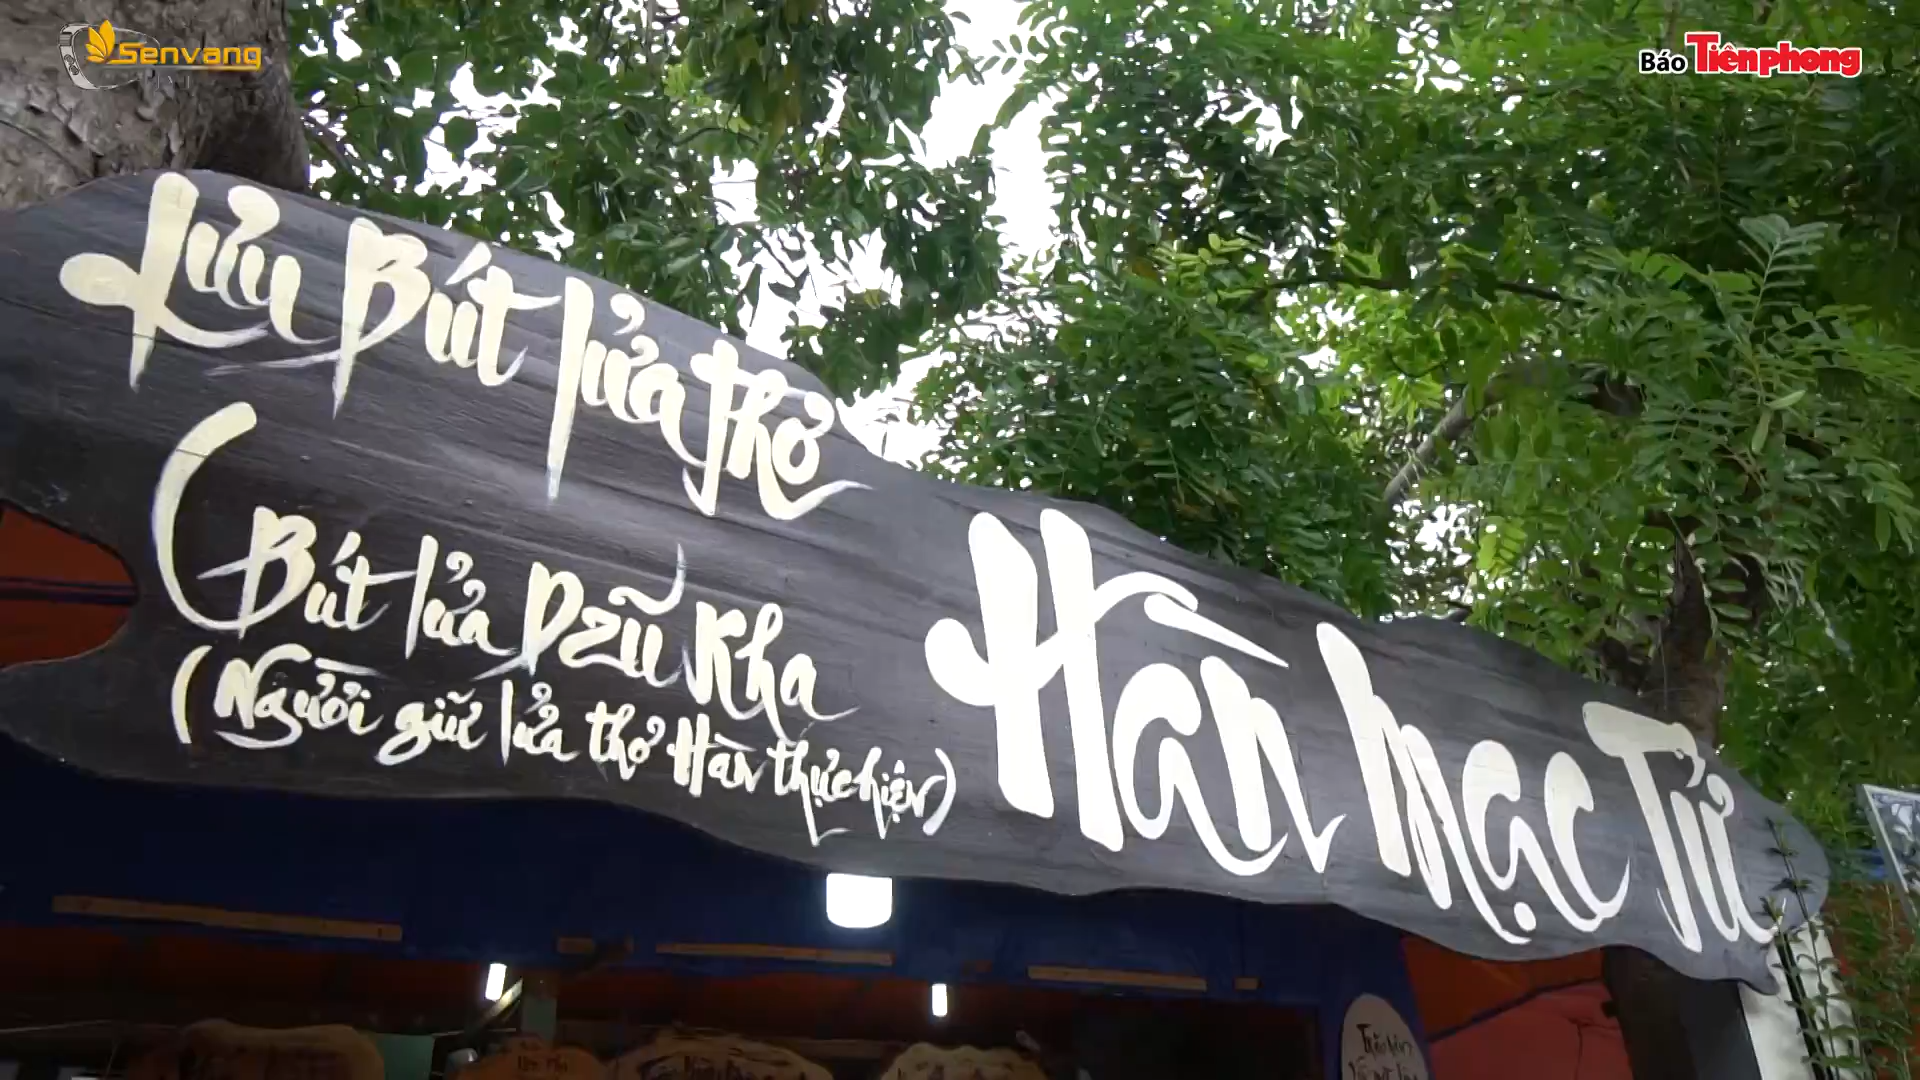 Senvang
Báo Tiền phong
Lưu Bút lửa thơ
Hàn Mạc Tử
(Bút lửa Dzũ Kha
(Người giữ lửa thơ Hàn thực hiện)